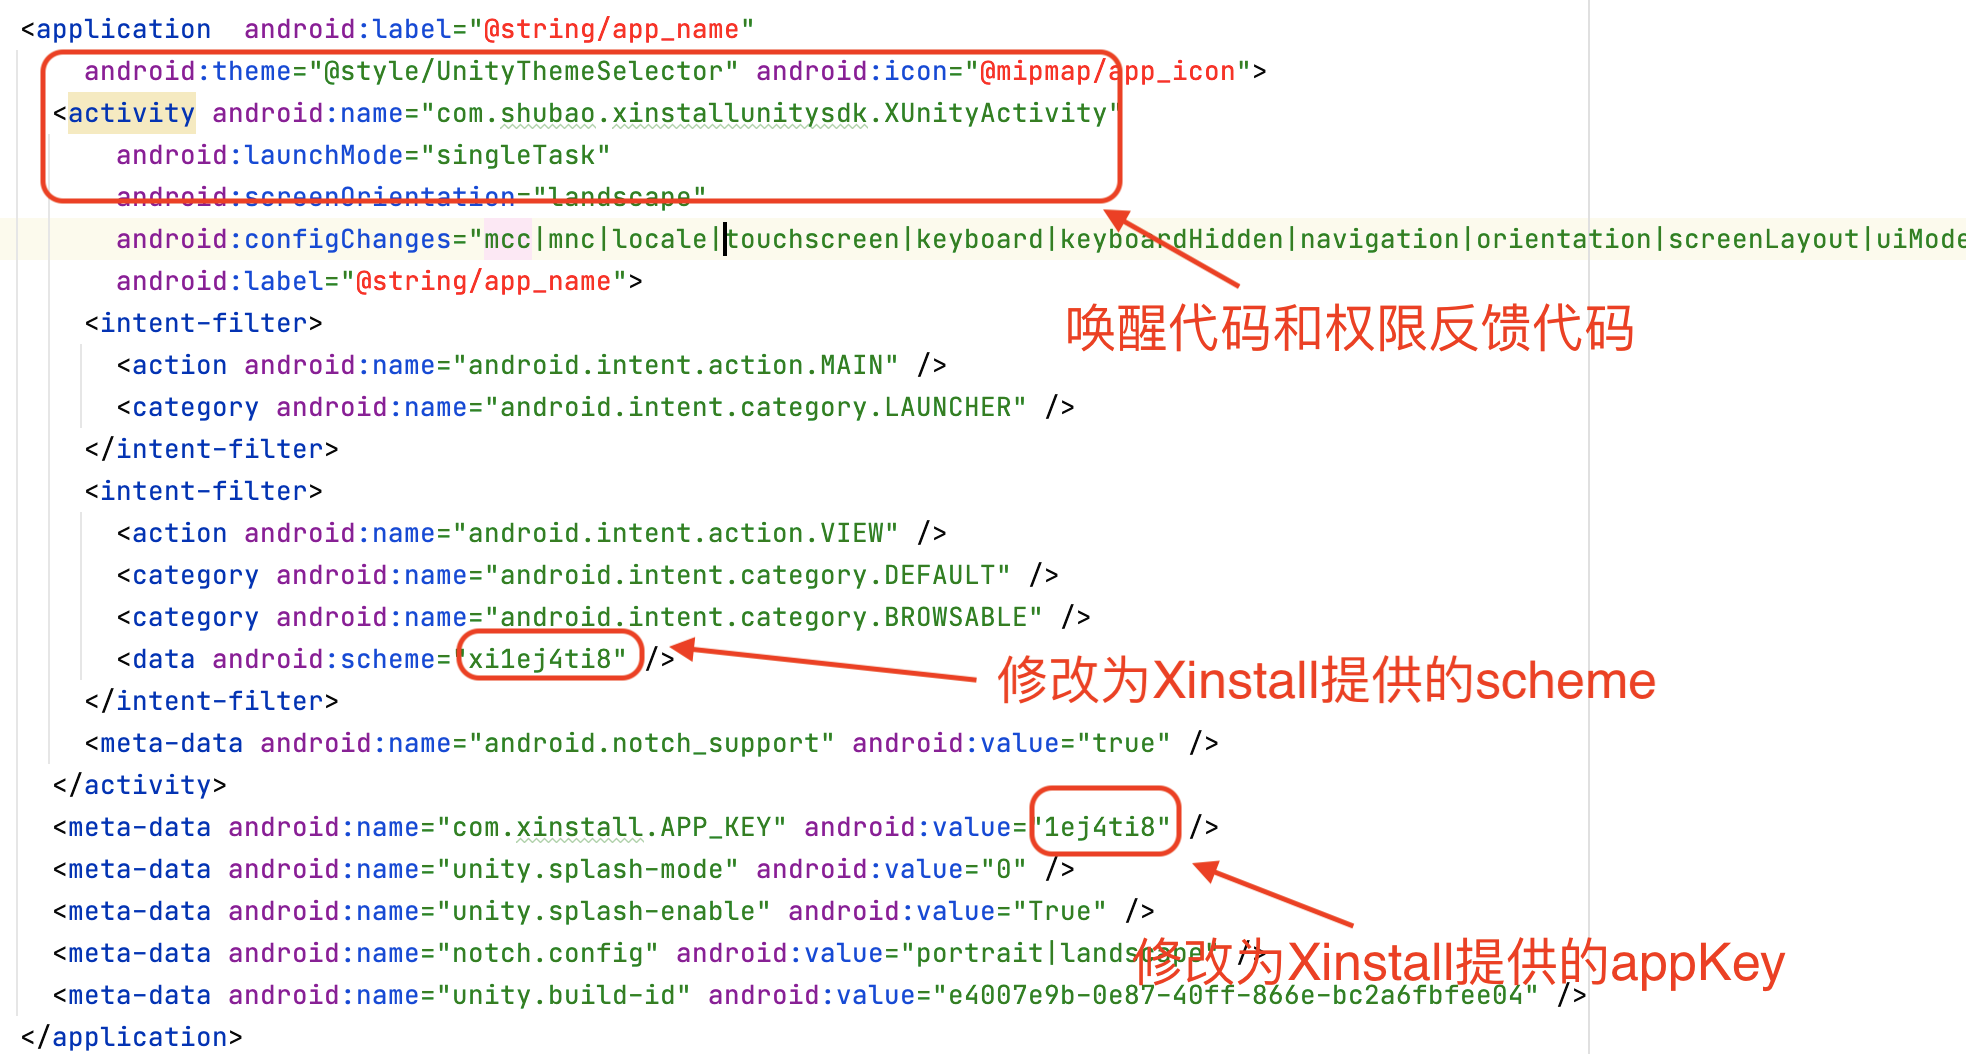 <application  android:label="@string/app_name"
android:theme="@style/UnityThemeSelector" android:icon="@mipmap/app_icon">
<activity android:name="com.shubao.xinstallunitysdk.XUnityActivity"
android:launchMode="singleTask"
android:screenOrientation="landscape"
android:configChanges="mcc|mnc|locale|touchscreen|keyboard|keyboardHidden|navigation|orientation|screenLayout|uiMode
android:label="@string/app_name">
唤醒代码和权限反馈代码
<intent-filter>
<action android:name="android.intent.action.MAIN" />
<category android:name="android.intent.category.LAUNCHER" />
</intent-filter>
<intent-filter>
<action android:name="android.intent.action.VIEW" />
<category android:name="android.intent.category.DEFAULT" />
<category android:name="android.intent.category.BROWSABLE" />
<data android:scheme="xi1ej4ti8" />
修改为Xinstall提供的scheme
</intent-filter>
<meta-data android:name="android.notch_support" android:value="true" />
</activity>
<meta-data android:name="com.xinstall.APP_KEY" android:value="1ej4ti8" />
<meta-data android:name="unity.splash-mode" android:value="0" />
<meta-data android:name="unity.splash-enable" android:value="True" />
<meta-data android:name="notch.config" android:value="portrait|landscape" />
修改为Xinstall提供的appKey
<meta-data android:name="unity.build-id" android:value="e4007e9b-0e87-40ff-866e-bc2a6fbfee04" />
</application>